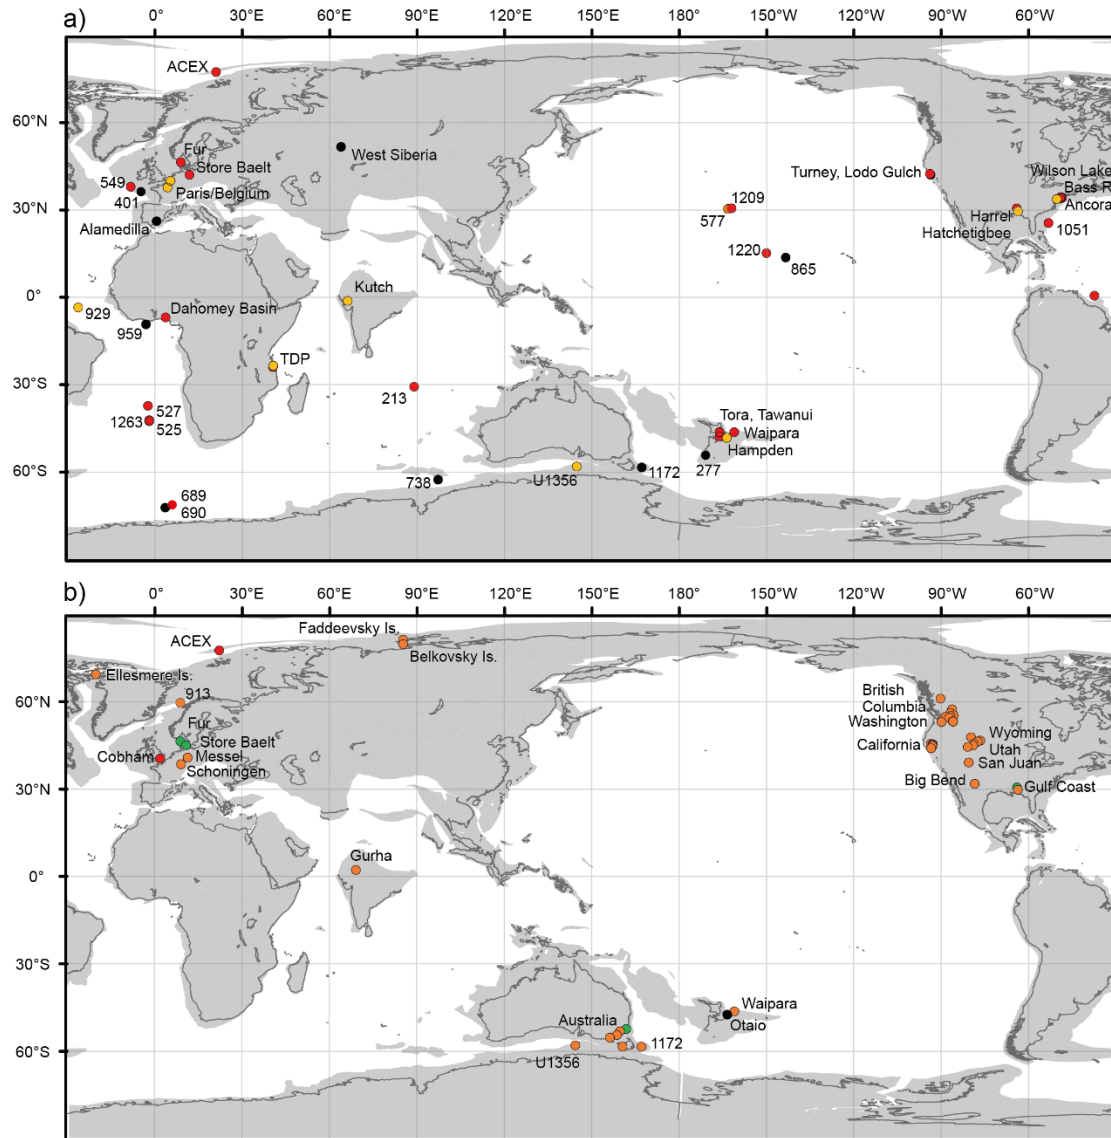 a)
0° 30°E 60°E 90°E 120°E 150°E 180°E 150°W 120°W 90°W 60°W
ACEX
60°N
Fur
West Siberia
Store Baelt
Turney, Lodo Gulch
Wilson Lake
549
Bass R
401
Paris/Belgium
1209
Ancora
30°N
577
Harrel
Alamedilla
Hatchetigbee
1051
1220
865
Kutch
0°
929
Dahomey Basin
959
TDP
30°S
213
527
Tora, Tawanui
1263
525
Waipara
Hampden
60°S
738
U1356
1172
277
689
690
b)
0° 30°E 60°E 90°E 120°E 150°E 180°E 150°W 120°W 90°W 60°W
Faddeevsky Is.
ACEX
Belkovsky Is.
Ellesmere Is.
913
British
60°N
Columbia
Fur
Washington
Wyoming
Store Baelt
California
Utah
Cobham
Messel
San Juan
Schoningen
Big Bend
Gulf Coast
30°N
Gurha
0°
30°S
Waipara
Australia
Otaio
1172
60°S
U1356